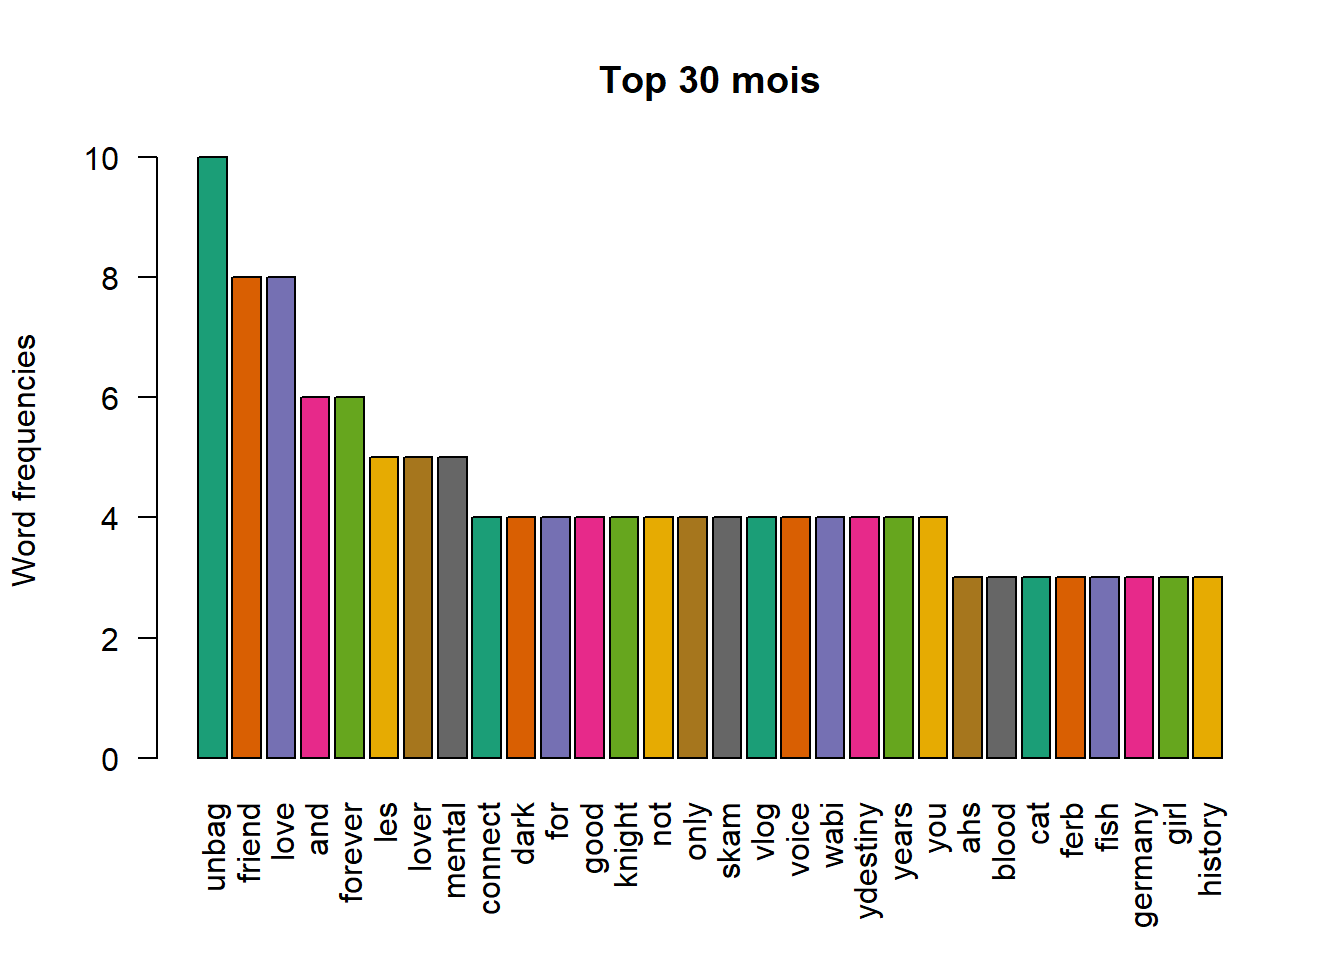 Top 30 mois
Word frequencies
10
8
6
4
2
0
unbag
friend
love
and
forever
les
lover
mental
connect
dark
for
good
knight
not
only
skam
vlog
voice
wabi
ydestiny
years
you
ahs
blood
cat
ferb
fish
germany
girl
history